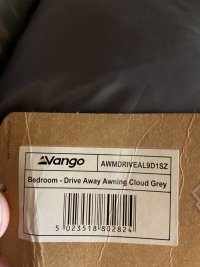 Vango
AWMDRIVEAL9D1SZ
Bedroom - Drive Away Awning Cloud Grey
5 023518 802824